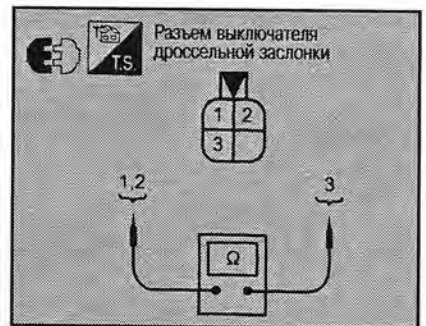 T.S.
Разъем выключателя
дроссельной заслонки
1 2
3
1,2 3
Ω